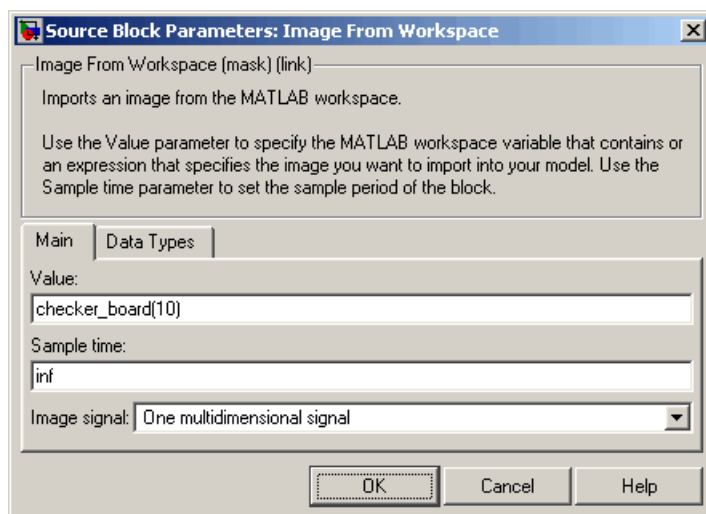 Source Block Parameters: Image From Workspace
Image From Workspace (mask) (link)
Imports an image from the MATLAB workspace.
Use the Value parameter to specify the MATLAB workspace variable that contains or
an expression that specifies the image you want to import into your model. Use the
Sample time parameter to set the sample period of the block.
Main Data Types
Value:
checker_board(10)
Sample time:
inf
Image signal: One multidimensional signal
OK Cancel Help